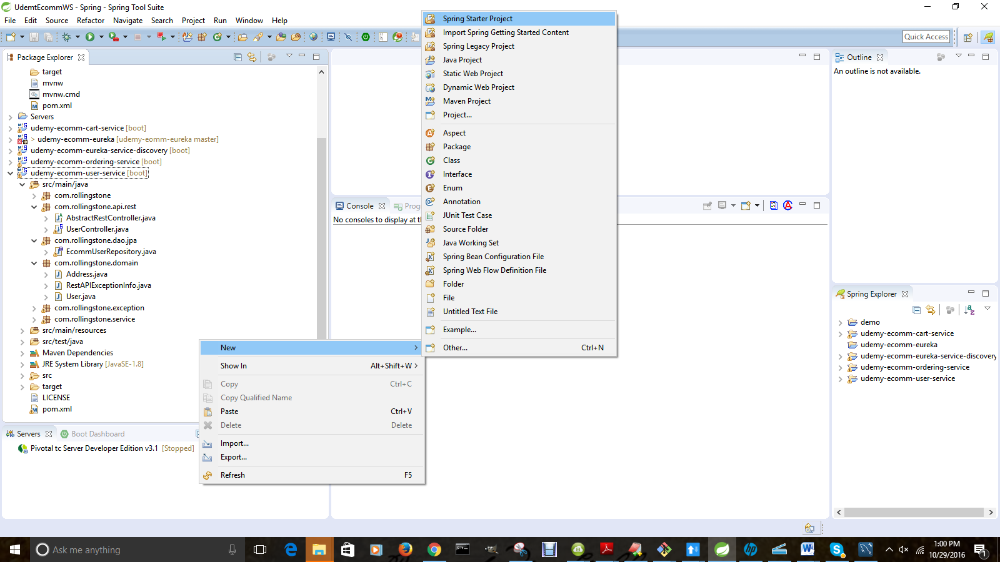 UdemtEcommWS - Spring - Spring Tool Suite
File Edit Source Refactor Navigate Search Project Run Window Help
Quick Access
Package Explorer
target
mvnw
mvnw.cmd
pom.xml
Servers
udemy-ecomm-cart-service [boot]
> udemy-ecomm-eureka [udemy-eomm-eureka master]
udemy-ecomm-eureka-service-discovery [boot]
udemy-ecomm-ordering-service [boot]
udemy-ecomm-user-service [boot]
src/main/java
com.rollingstone
com.rollingstone.api.rest
AbstractRestController.java
UserController.java
com.rollingstone.dao.jpa
EcommUserRepository.java
com.rollingstone.domain
Address.java
RestAPIExceptionInfo.java
User.java
com.rollingstone.exception
com.rollingstone.service
src/main/resources
src/test/java
Maven Dependencies
JRE System Library [JavaSE-1.8]
src
target
LICENSE
pom.xml
Servers
Boot Dashboard
Pivotal tc Server Developer Edition v3.1 [Stopped]
New
Show In Alt+Shift+W >
Copy Ctrl+C
Copy Qualified Name
Paste Ctrl+V
Delete Delete
Import...
Export...
Refresh F5
Spring Starter Project
Import Spring Getting Started Content
Spring Legacy Project
Java Project
Static Web Project
Dynamic Web Project
Maven Project
Project...
Aspect
Package
Class
Interface
Enum
Annotation
JUnit Test Case
Source Folder
Java Working Set
Spring Bean Configuration File
Spring Web Flow Definition File
Folder
File
Untitled Text File
Example...
Other... Ctrl+N
Console
Progr
No consoles to display at th
Outline
An outline is not available.
Spring Explorer
demo
udemy-ecomm-cart-service
udemy-ecomm-eureka
udemy-ecomm-eureka-service-discovery
udemy-ecomm-ordering-service
udemy-ecomm-user-service
Ask me anything
1:00 PM
10/29/2016
1